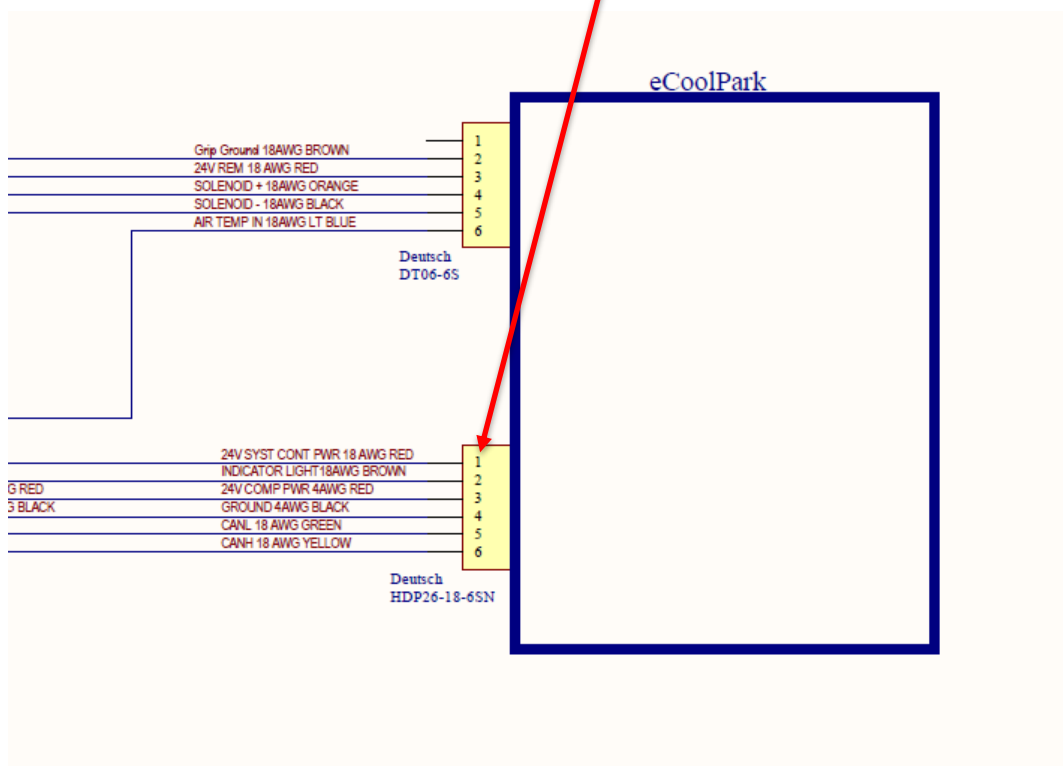 eCoolPark
1
Grip Ground 18AWG BROWN
2
24V REM 18 AWG RED
3
SOLENOID + 18AWG ORANGE
4
SOLENOID - 18AWG BLACK
5
AIR TEMP IN 18AWG LT BLUE
6
Deutsch
DT06-6S
24V SYST CONT PWR 18 AWG RED
1
INDICATOR LIGHT18AWG BROWN
2
G RED
24V COMP PWR 4AWG RED
3
G BLACK
GROUND 4AWG BLACK
4
CANL 18 AWG GREEN
5
CANH 18 AWG YELLOW
6
Deutsch
HDP26-18-6SN